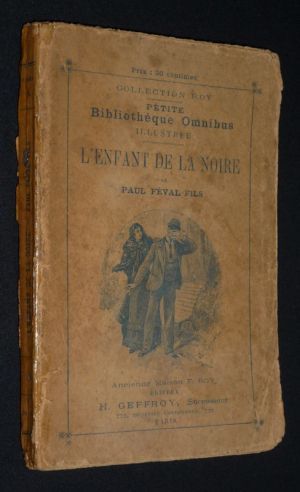 Prix : 50 centimes
COLLECTION ROY
PETITE
Bibliothèque Omnibus
ILLUSTRÉE
L'ENFANT DE LA NOIRE
PAR
PAUL FÉVAL FILS
Ancienne Maison F. ROY
ÉDITEUR
H. GEFFROY, Successeur
PARIS